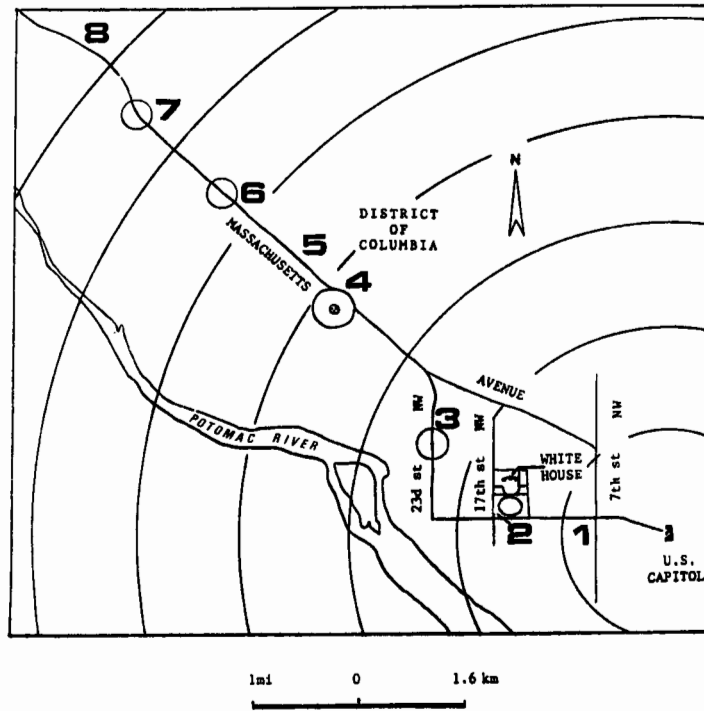 8
7
N
6
DISTRICT
OF
COLUMBIA
MASSACHUSETTS
5
4
AVENUE
POTOMAC RIVER
23d st NW
3
17th st NW
WHITE
HOUSE
7th st NW
2
1
U.S.
CAPITOL
1mi 0 1.6 km